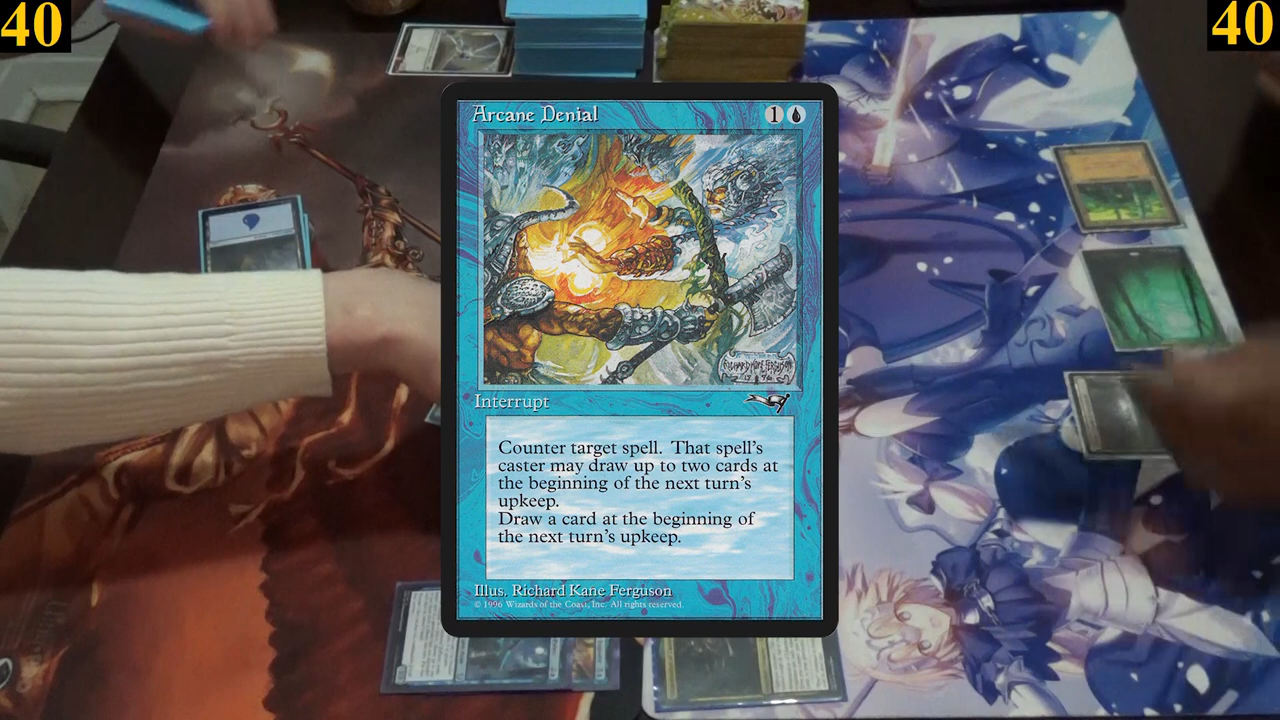 40
40
Arcane Denial 1
Interrupt
Counter target spell. That spell's
caster may draw up to two cards at
the beginning of the next turn's
upkeep.
Draw a card at the beginning of
the next turn's upkeep.
Illus. Richard Kane Ferguson
© 1996 Wizards of the Coast, Inc. All rights reserved.